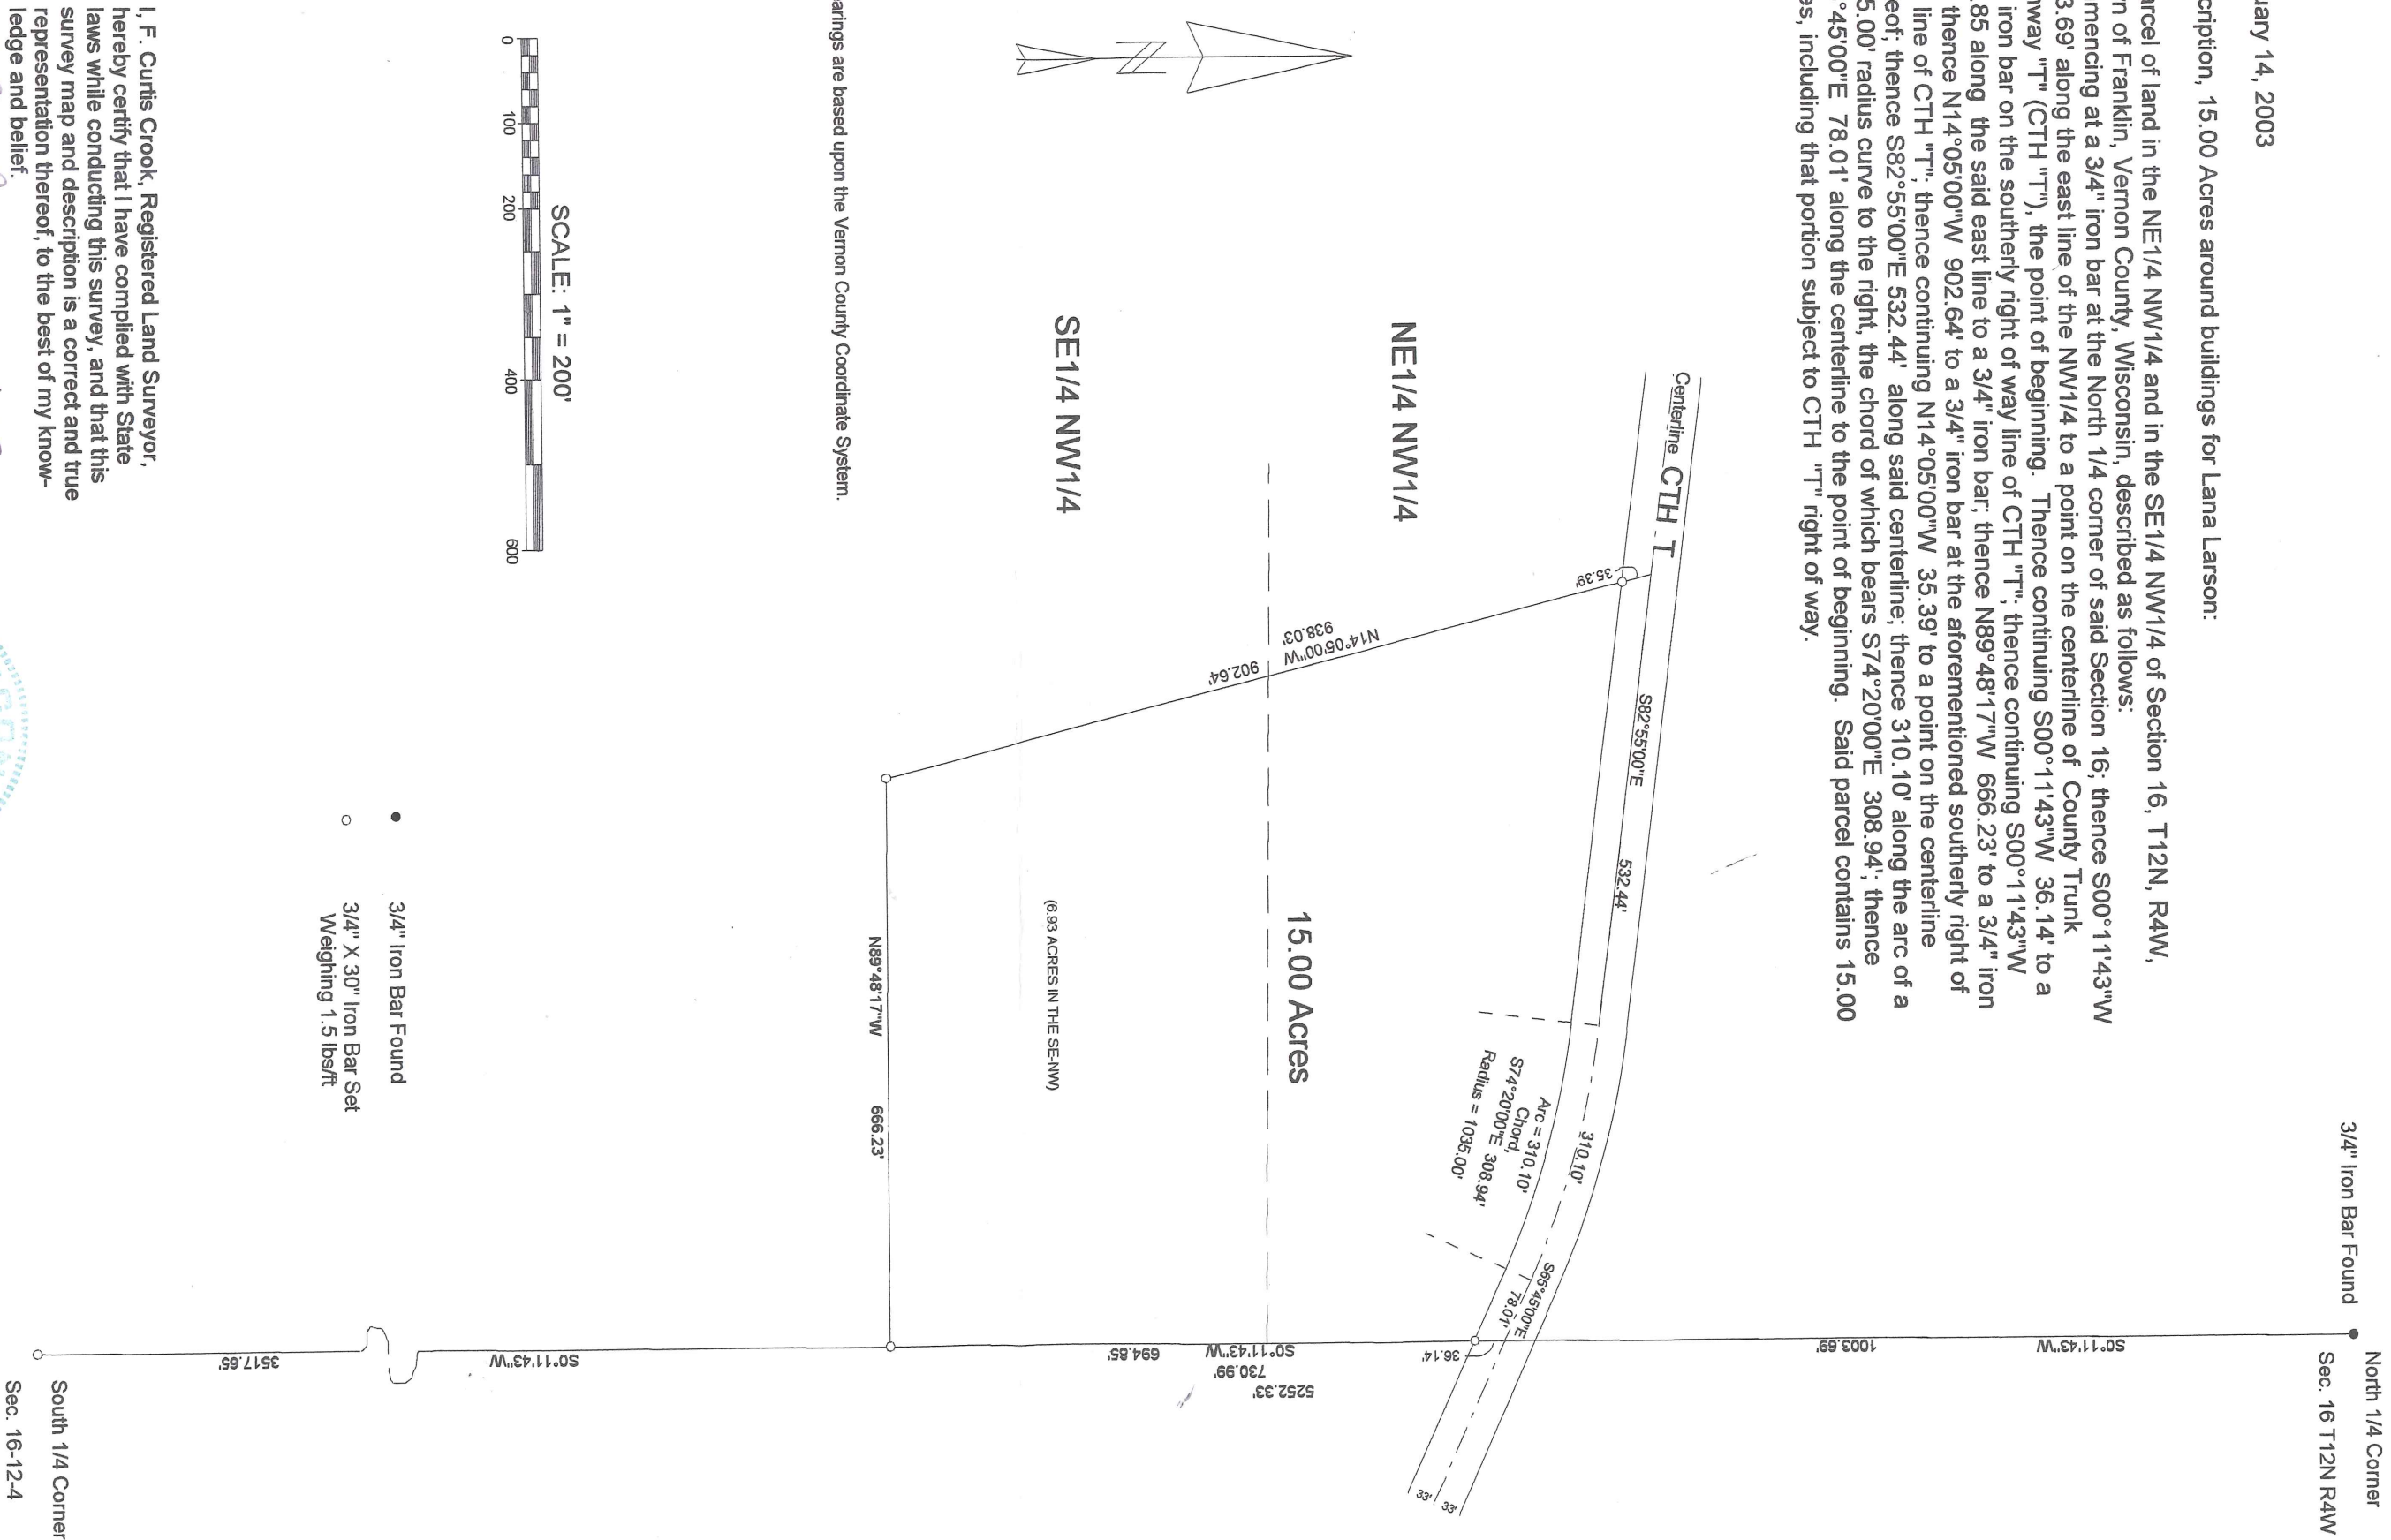 uary 14, 2003
cription, 15.00 Acres around buildings for Lana Larson:
arcel of land in the NE1/4 NW1/4 and in the SE1/4 NW1/4 of Section 16, T12N, R4W,
n of Franklin, Vernon County, Wisconsin, described as follows:
mencing at a 3/4" iron bar at the North 1/4 corner of said Section 16; thence S00°11'43"W
3.69' along the east line of the NW1/4 to a point on the centerline of County Trunk
way "T" (CTH "T"), the point of beginning. Thence continuing S00°11'43"W 36.14' to a
iron bar on the southerly right of way line of CTH "T"; thence continuing S00°11'43"W
.85 along the said east line to a 3/4" iron bar; thence N89°48'17"W 666.23' to a 3/4" iron
thence N14°05'00"W 902.64' to a 3/4" iron bar at the aforementioned southerly right of
line of CTH "T"; thence continuing N14°05'00"W 35.39' to a point on the centerline
eof; thence S82°55'00"E 532.44' along said centerline; thence 310.10' along the arc of a
5.00' radius curve to the right, the chord of which bears S74°20'00"E 308.94'; thence
°45'00"E 78.01' along the centerline to the point of beginning. Said parcel contains 15.00
es, including that portion subject to CTH "T" right of way.
3/4" Iron Bar Found
North 1/4 Corner
Sec. 16 T12N R4W
S0°11'43"W
1003.69'
Centerline CTH T
35.39'
S82°55'00"E
532.44'
310.10'
Arc = 310.10'
Chord,
S74°20'00"E 308.94'
Radius = 1035.00'
S65°45'00"E
78.01'
36.14'
33'
33'
NE1/4 NW1/4
N14°05'00"W
938.03'
902.64'
15.00 Acres
S0°11'43"W
730.99'
5252.33'
694.85'
SE1/4 NW1/4
(6.93 ACRES IN THE SE-NW)
N89°48'17"W
666.23'
arings are based upon the Vernon County Coordinate System.
SCALE: 1" = 200'
0
100
200
400
600
S0°11'43"W
3517.65'
3/4" Iron Bar Found
3/4" X 30" Iron Bar Set
Weighing 1.5 lbs/ft
South 1/4 Corner
Sec. 16-12-4
I, F. Curtis Crook, Registered Land Surveyor,
hereby certify that I have complied with State
laws while conducting this survey, and that this
survey map and description is a correct and true
representation thereof, to the best of my know-
ledge and belief.